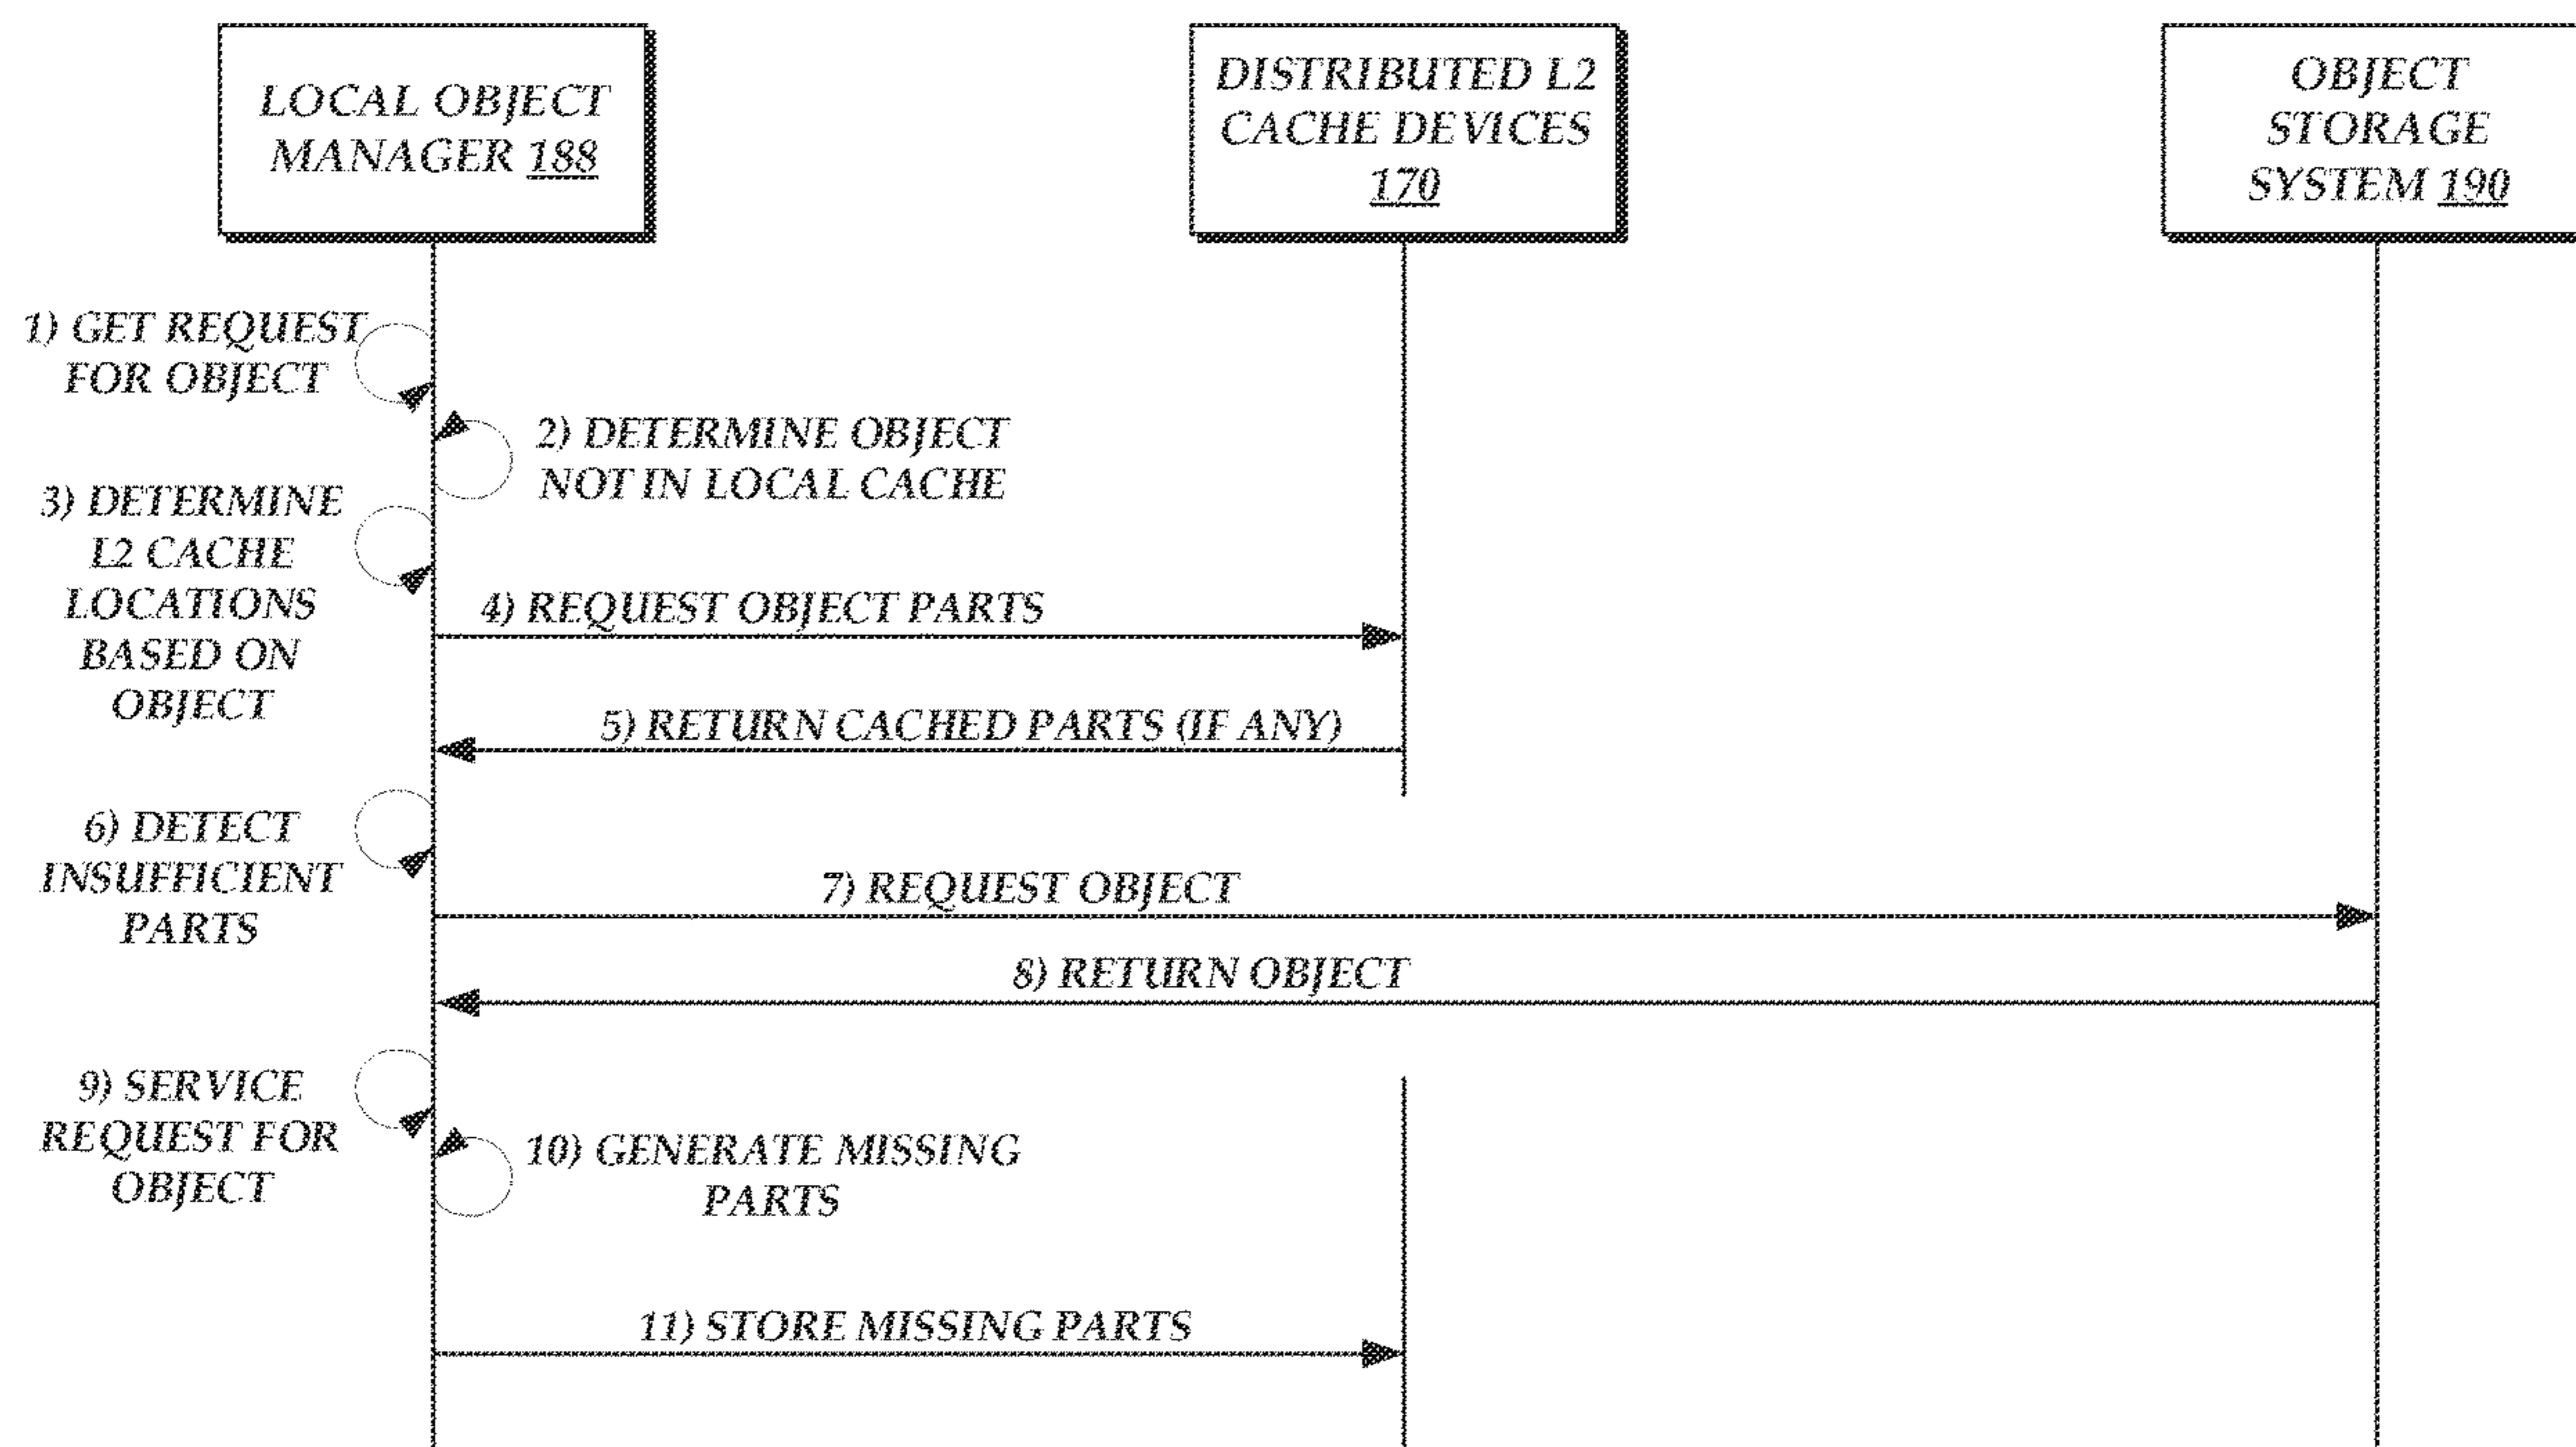 LOCAL OBJECT
MANAGER 188
DISTRIBUTED L2
CACHE DEVICES
170
OBJECT
STORAGE
SYSTEM 190
1) GET REQUEST
FOR OBJECT
2) DETERMINE OBJECT
NOT IN LOCAL CACHE
3) DETERMINE
L2 CACHE
LOCATIONS
BASED ON
OBJECT
4) REQUEST OBJECT PARTS
5) RETURN CACHED PARTS (IF ANY)
6) DETECT
INSUFFICIENT
PARTS
7) REQUEST OBJECT
8) RETURN OBJECT
9) SERVICE
REQUEST FOR
OBJECT
10) GENERATE MISSING
PARTS
11) STORE MISSING PARTS